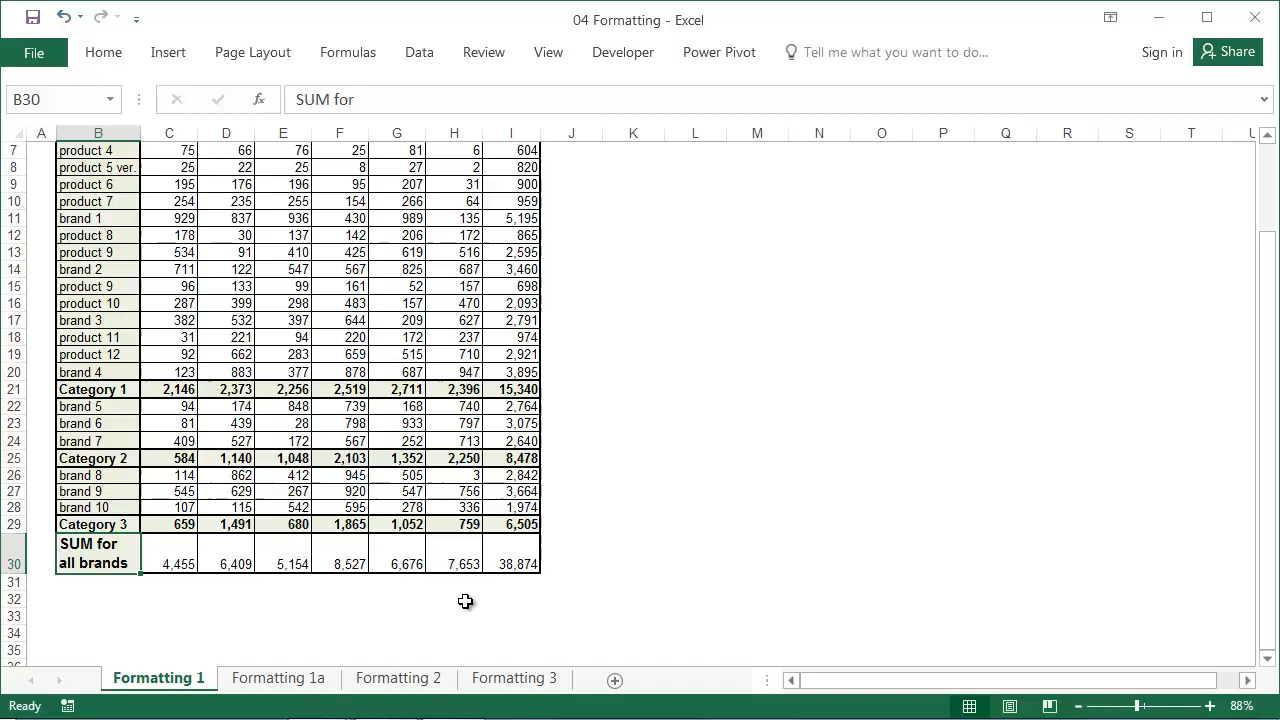 04 Formatting - Excel
File Home Insert Page Layout Formulas Data Review View Developer Power Pivot Tell me what you want to do... Sign in Share
B30 fx SUM for
A B C D E F G H I J K L M N O P Q R S T U
7 product 4 75 66 76 25 81 6 604
8 product 5 ver. 25 22 25 8 27 2 820
9 product 6 195 176 196 95 207 31 900
10 product 7 254 235 255 154 266 64 959
11 brand 1 929 837 936 430 989 135 5,195
12 product 8 178 30 137 142 206 172 865
13 product 9 534 91 410 425 619 516 2,595
14 brand 2 711 122 547 567 825 687 3,460
15 product 9 96 133 99 161 52 157 698
16 product 10 287 399 298 483 157 470 2,093
17 brand 3 382 532 397 644 209 627 2,791
18 product 11 31 221 94 220 172 237 974
19 product 12 92 662 283 659 515 710 2,921
20 brand 4 123 883 377 878 687 947 3,895
21 Category 1 2,146 2,373 2,256 2,519 2,711 2,396 15,340
22 brand 5 94 174 848 739 168 740 2,764
23 brand 6 81 439 28 798 933 797 3,075
24 brand 7 409 527 172 567 252 713 2,640
25 Category 2 584 1,140 1,048 2,103 1,352 2,250 8,478
26 brand 8 114 862 412 945 505 3 2,842
27 brand 9 545 629 267 920 547 756 3,664
28 brand 10 107 115 542 595 278 336 1,974
29 Category 3 659 1,491 680 1,865 1,052 759 6,505
SUM for
30 all brands 4,455 6,409 5,154 8,527 6,676 7,653 38,874
31
32
33
34
35
Formatting 1 Formatting 1a Formatting 2 Formatting 3
Ready 88%